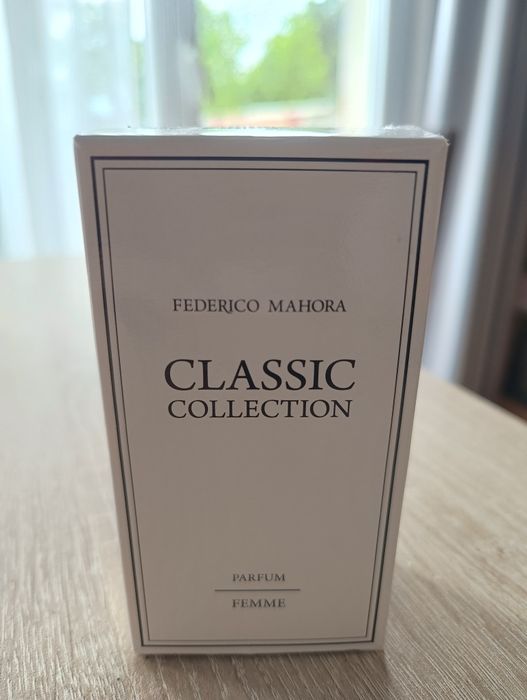 FEDERICO MAHORA
CLASSIC
COLLECTION
PARFUM
FEMME